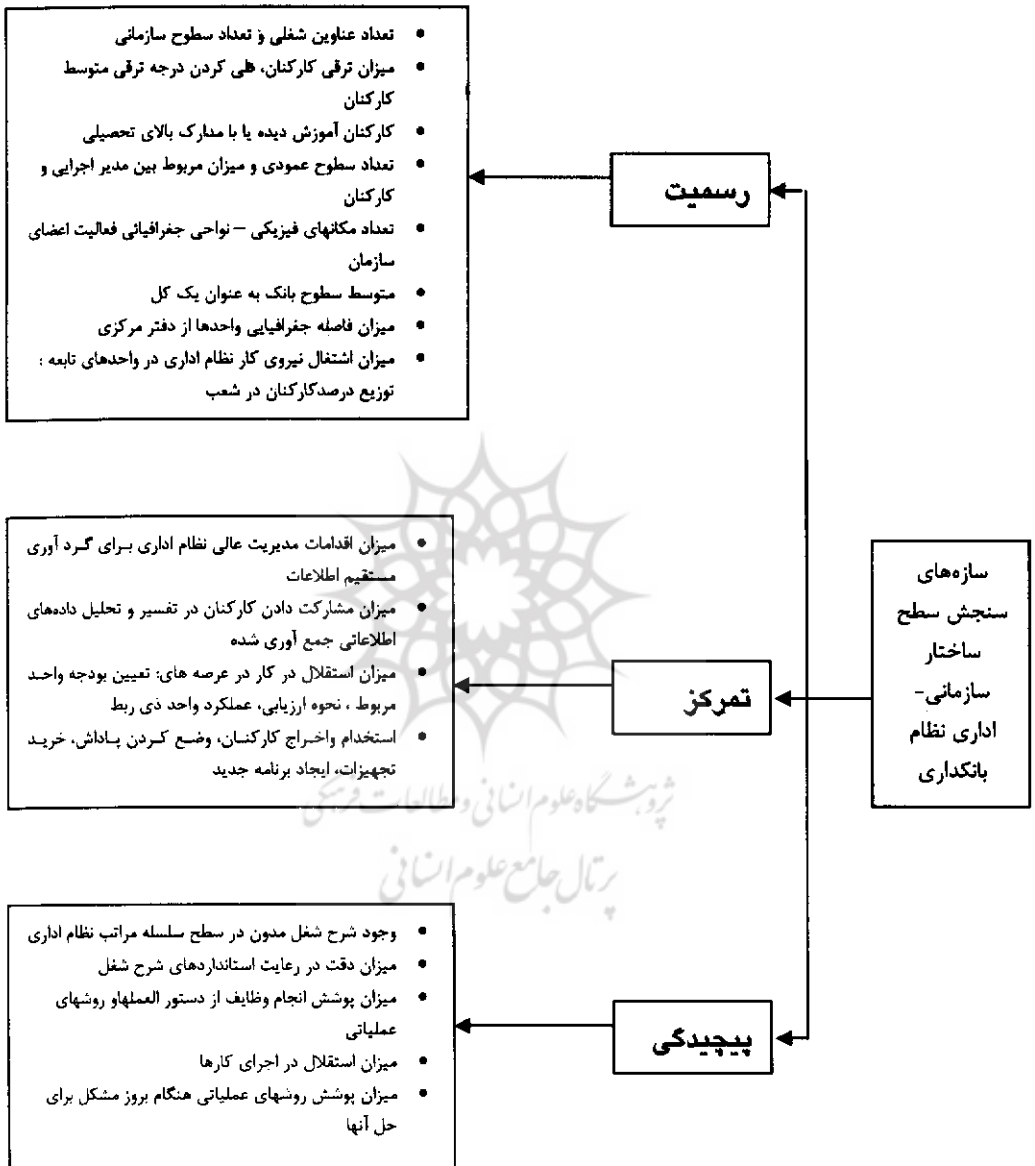 تعداد عناوین شغلی و تعداد سطوح سازمانی
میزان ترقی کارکنان، طی کردن درجه ترقی متوسط
کارکنان
کارکنان آموزش دیده یا با مدارک بالای تحصیلی
تعداد سطوح عمودی و میزان مربوط بین مدیر اجرایی و
کارکنان
تعداد مکانهای فیزیکی – نواحی جغرافیائی فعالیت اعضای
سازمان
متوسط سطوح بانک به عنوان یک کل
میزان فاصله جغرافیایی واحدها از دفتر مرکزی
میزان اشتغال نیروی کار نظام اداری در واحدهای تابعه :
توزیع درصدکارکنان در شعب
رسمیت
میزان اقدامات مدیریت عالی نظام اداری برای گرد آوری
مستقیم اطلاعات
میزان مشارکت دادن کارکنان در تفسیر و تحلیل دادههای
اطلاعاتی جمع آوری شده
میزان استقلال در کار در عرصه های: تعیین بودجه واحد
مربوط ، نحوه ارزیابی، عملکرد واحد ذی ربط
استخدام واخراج کارکنان، وضع کردن پاداش، خرید
تجهیزات، ایجاد برنامه جدید
تمرکز
سازههای
سنجش سطح
ساختار
سازمانی-
اداری نظام
بانکداری
پژوهشگاه علوم انسانی و مطالعات فرهنگی
پرتال جامع علوم انسانی
وجود شرح شغل مدون در سطح سلسله مراتب نظام اداری
میزان دقت در رعایت استانداردهای شرح شغل
میزان پوشش انجام وظایف از دستور العملهاو روشهای
عملیاتی
میزان استقلال در اجرای کارها
میزان پوشش روشهای عملیاتی هنگام بروز مشکل برای
حل آنها
پیچیدگی